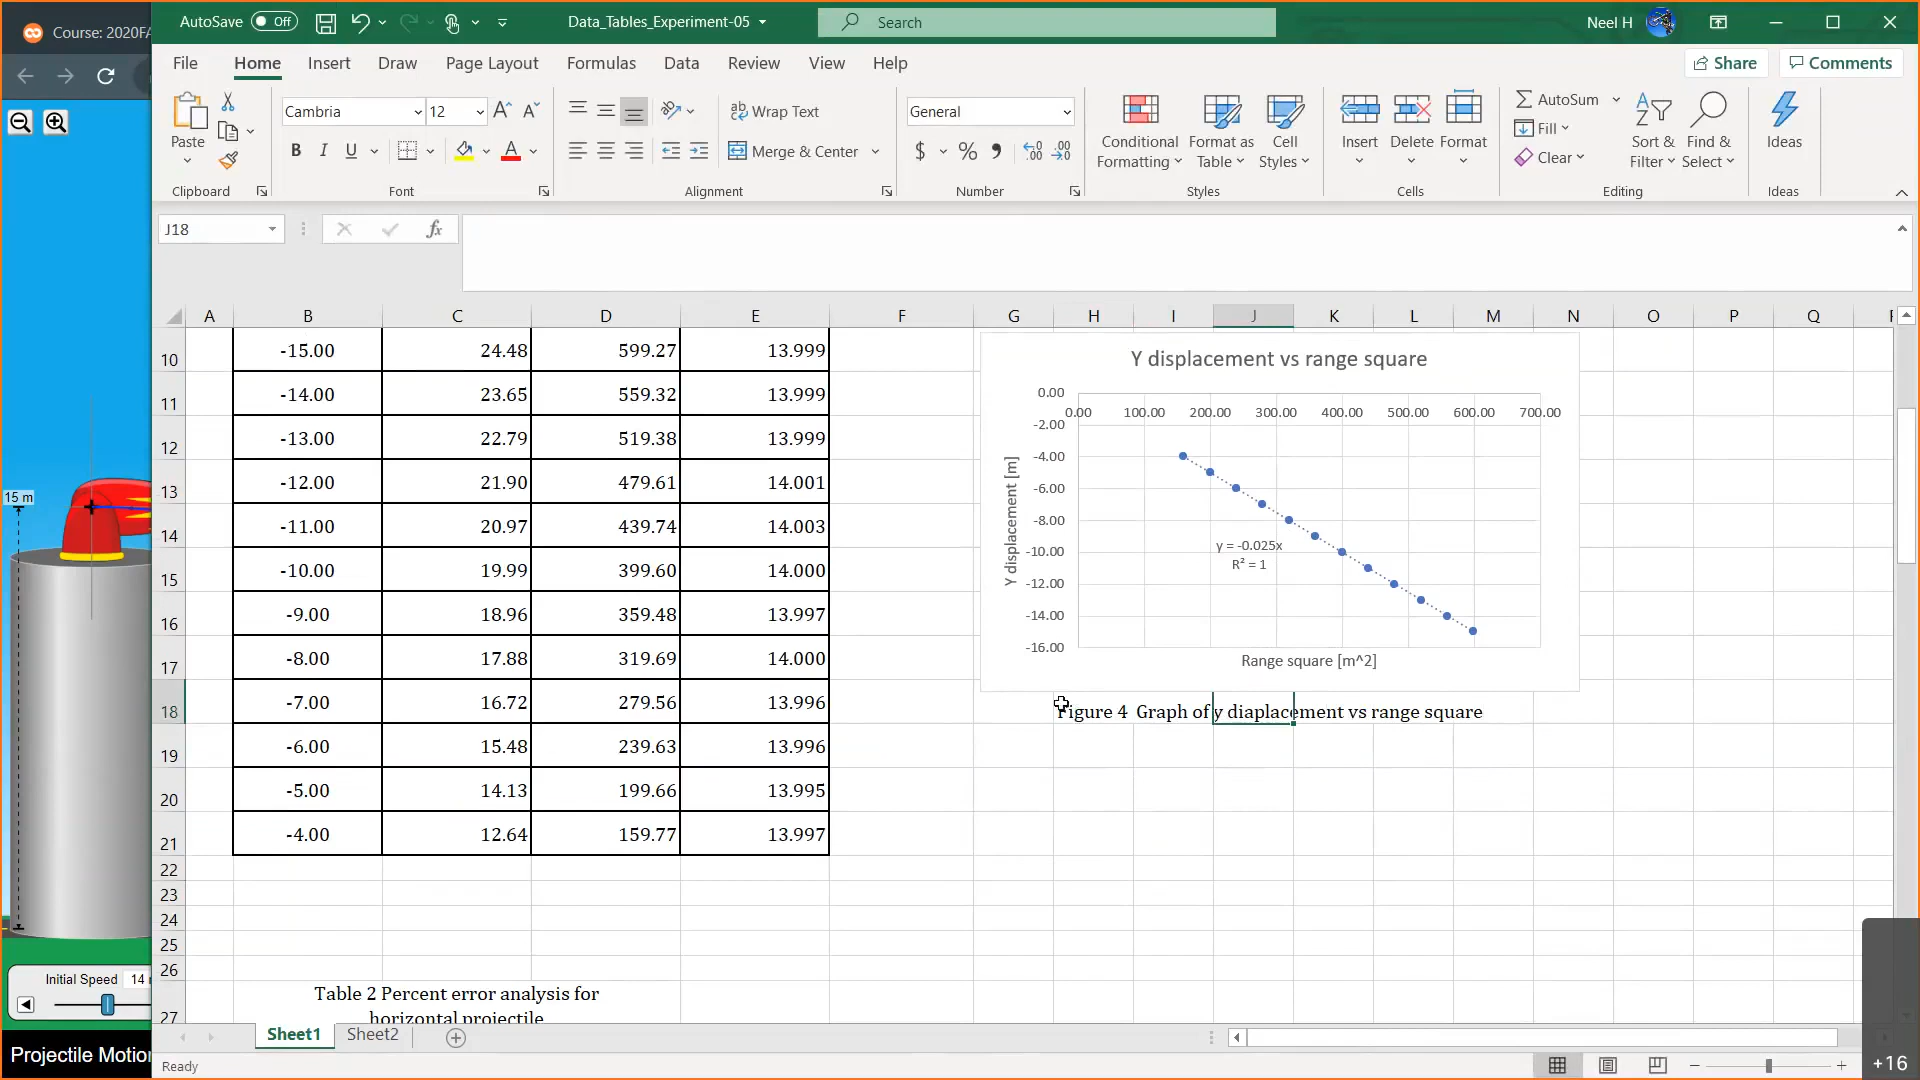 Course: 2020FA
AutoSave Off
Data_Tables_Experiment-05
Search
Neel H
File Home Insert Draw Page Layout Formulas Data Review View Help
Share Comments
Paste
Cambria 12
B I U A
ab Wrap Text
Merge & Center
General
$ % 9
Conditional Formatting
Format as Table
Cell Styles
Insert Delete Format
AutoSum
Fill
Clear
Sort & Filter
Find & Select
Ideas
Clipboard Font Alignment Number Styles Cells Editing Ideas
J18 fx
A B C D E F G H I J K L M N O P Q
10 -15.00 24.48 599.27 13.999
11 -14.00 23.65 559.32 13.999
12 -13.00 22.79 519.38 13.999
13 -12.00 21.90 479.61 14.001
14 -11.00 20.97 439.74 14.003
15 -10.00 19.99 399.60 14.000
16 -9.00 18.96 359.48 13.997
17 -8.00 17.88 319.69 14.000
18 -7.00 16.72 279.56 13.996
19 -6.00 15.48 239.63 13.996
20 -5.00 14.13 199.66 13.995
21 -4.00 12.64 159.77 13.997
22
23
24
25
26
27
Table 2 Percent error analysis for
horizontal projectile
Y displacement vs range square
0.00
0.00 100.00 200.00 300.00 400.00 500.00 600.00 700.00
-2.00
-4.00
-6.00
-8.00
-10.00
-12.00
-14.00
-16.00
Y displacement [m]
y = -0.025x
R² = 1
Range square [m^2]
Figure 4 Graph of y diaplacement vs range square
15 m
Initial Speed 14
Projectile Motion
Sheet1 Sheet2
Ready
+16